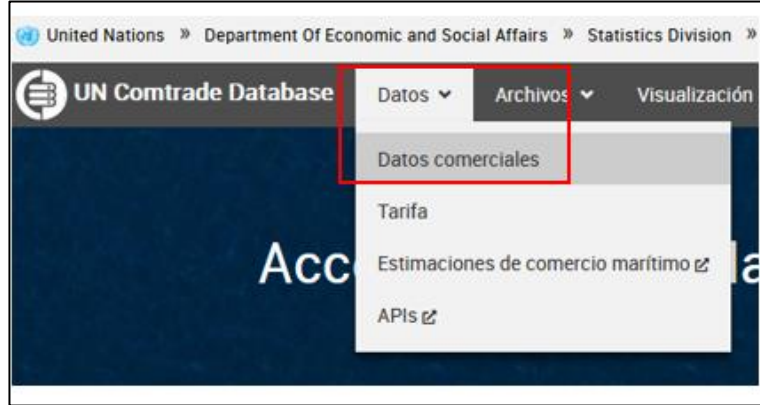 United Nations » Department Of Economic and Social Affairs » Statistics Division »
UN Comtrade Database Datos Archivos Visualización
Datos comerciales
Tarifa
Acc
Estimaciones de comercio marítimo
APIs